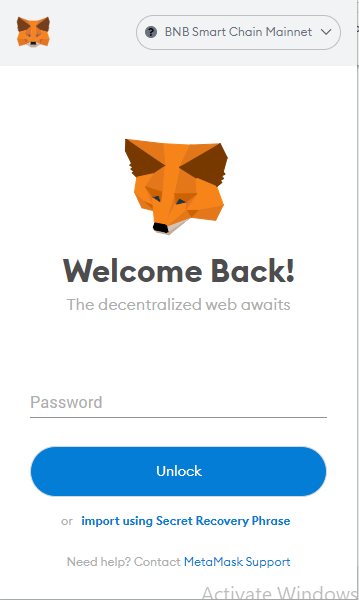 BNB Smart Chain Mainnet
Welcome Back!
The decentralized web awaits
Password
Unlock
or import using Secret Recovery Phrase
Need help? Contact MetaMask Support
Activate Windows